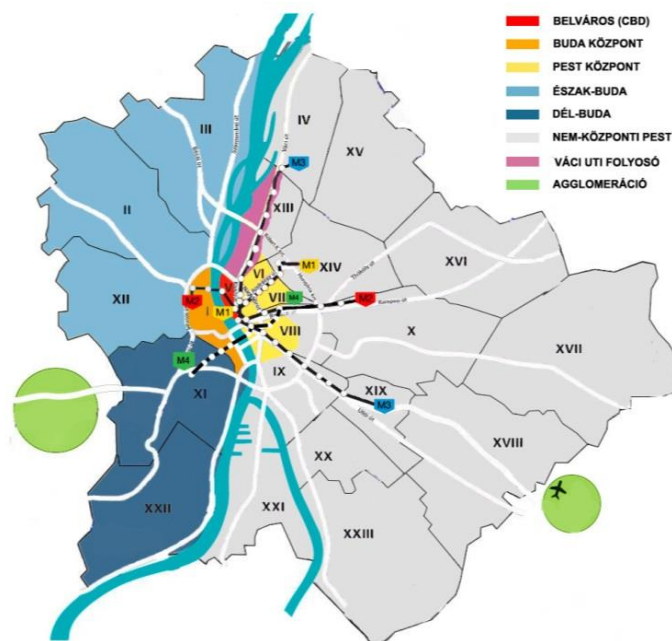 BELVÁROS (CBD)
BUDA KÖZPONT
PEST KÖZPONT
ÉSZAK-BUDA
DÉL-BUDA
NEM-KÖZPONTI PEST
VÁCI UTI FOLYOSÓ
AGGLOMERÁCIÓ
III
IV
XV
M3
XIII
II
VI
M1
XIV
XVI
XII
M2
V
I
M1
VII
M4
M2
VIII
X
XVII
M4
XI
IX
XIX
M3
XVIII
XX
XXII
XXI
XXIII